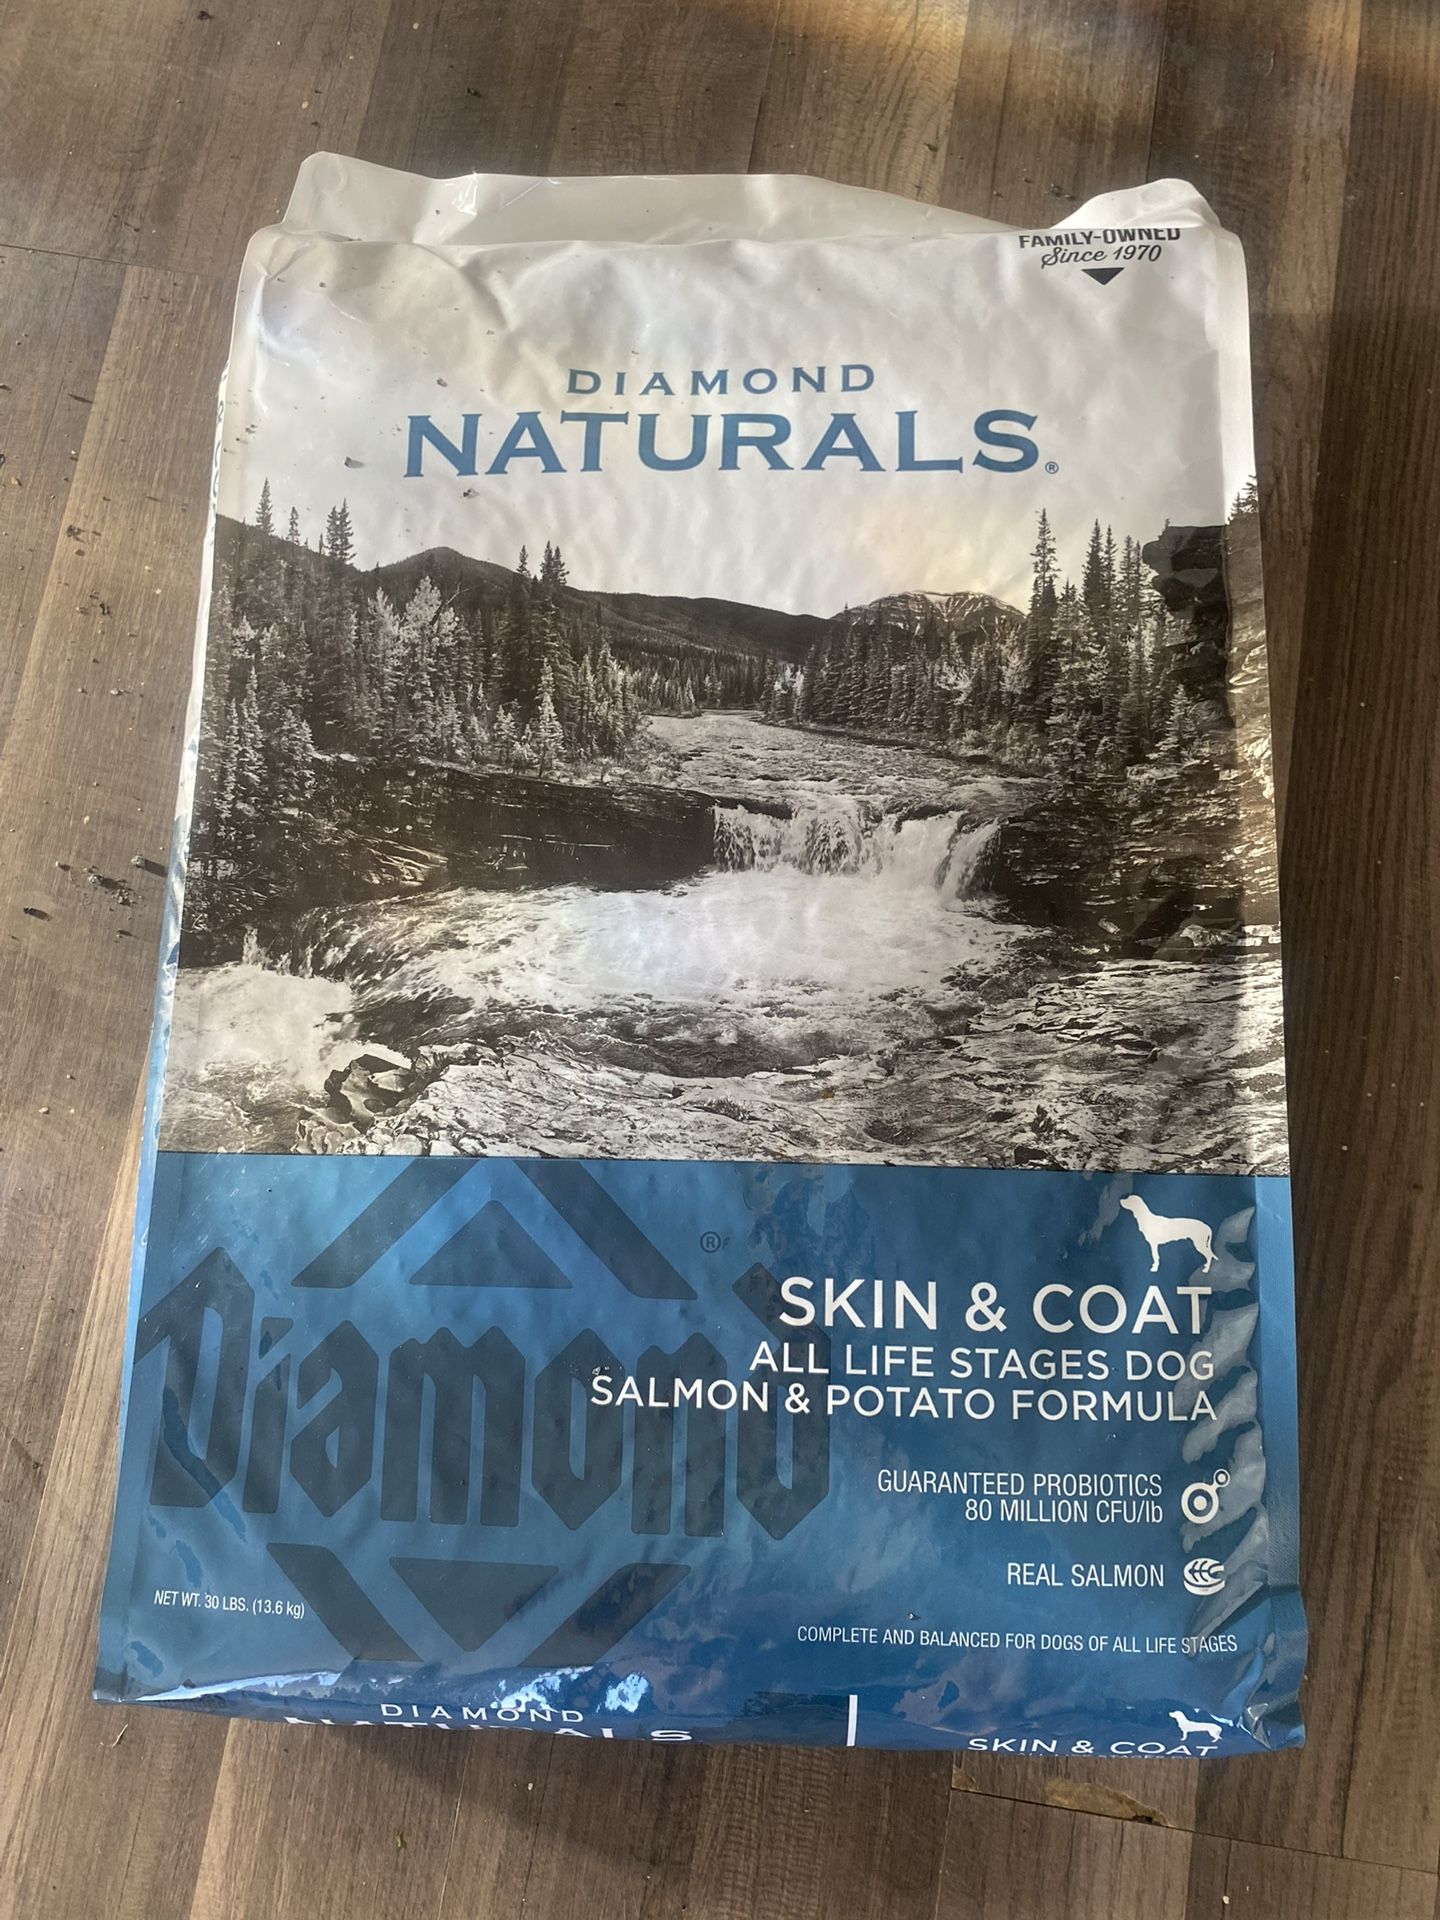 FAMILY-OWNED
Since 1970
DIAMOND
NATURALS®
®
Diamond
SKIN & COAT
ALL LIFE STAGES DOG
SALMON & POTATO FORMULA
GUARANTEED PROBIOTICS
80 MILLION CFU/lb
REAL SALMON
NET WT. 30 LBS. (13.6 kg)
COMPLETE AND BALANCED FOR DOGS OF ALL LIFE STAGES
DIAMOND
NATURALS
SKIN & COAT